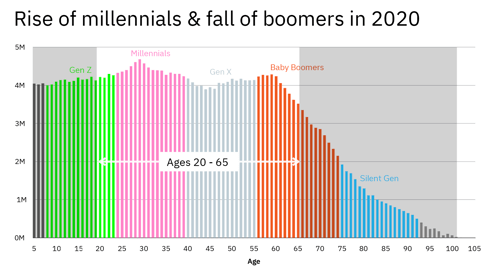 Rise of millennials & fall of boomers in 2020
5M
Millennials
Gen Z
Gen X
Baby Boomers
4M
3M
2M
Ages 20 - 65
Silent Gen
1M
0M
5 10 15 20 25 30 35 40 45 50 55 60 65 70 75 80 85 90 95 100 105
Age